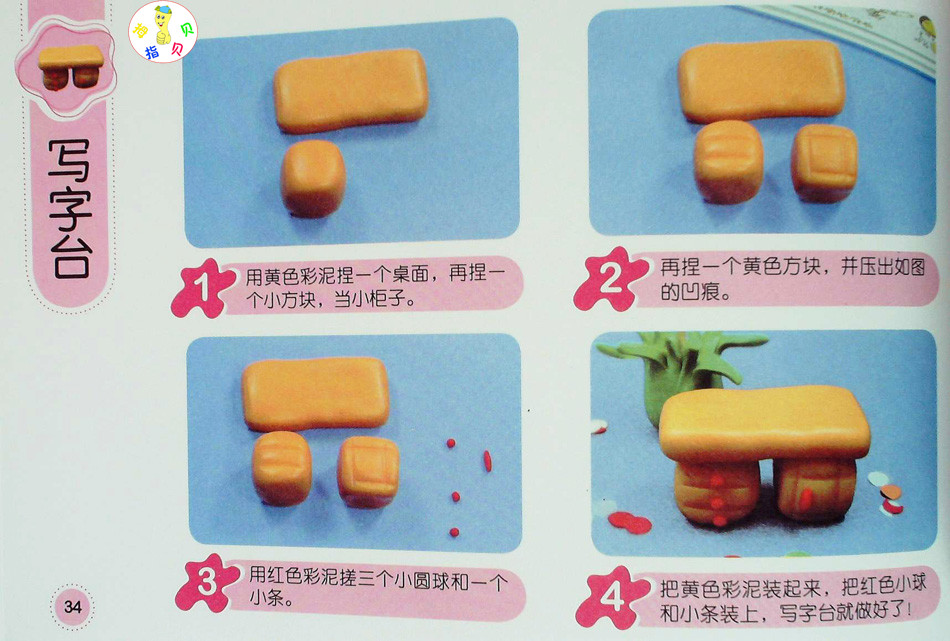 指
指
贝
贝
写字台
1
用黄色彩泥捏一个桌面，再捏一
个小方块，当小柜子。
2
再捏一个黄色方块，并压出如图
的凹痕。
3
用红色彩泥搓三个小圆球和一个
小条。
4
把黄色彩泥装起来，把红色小球
和小条装上，写字台就做好了！
34